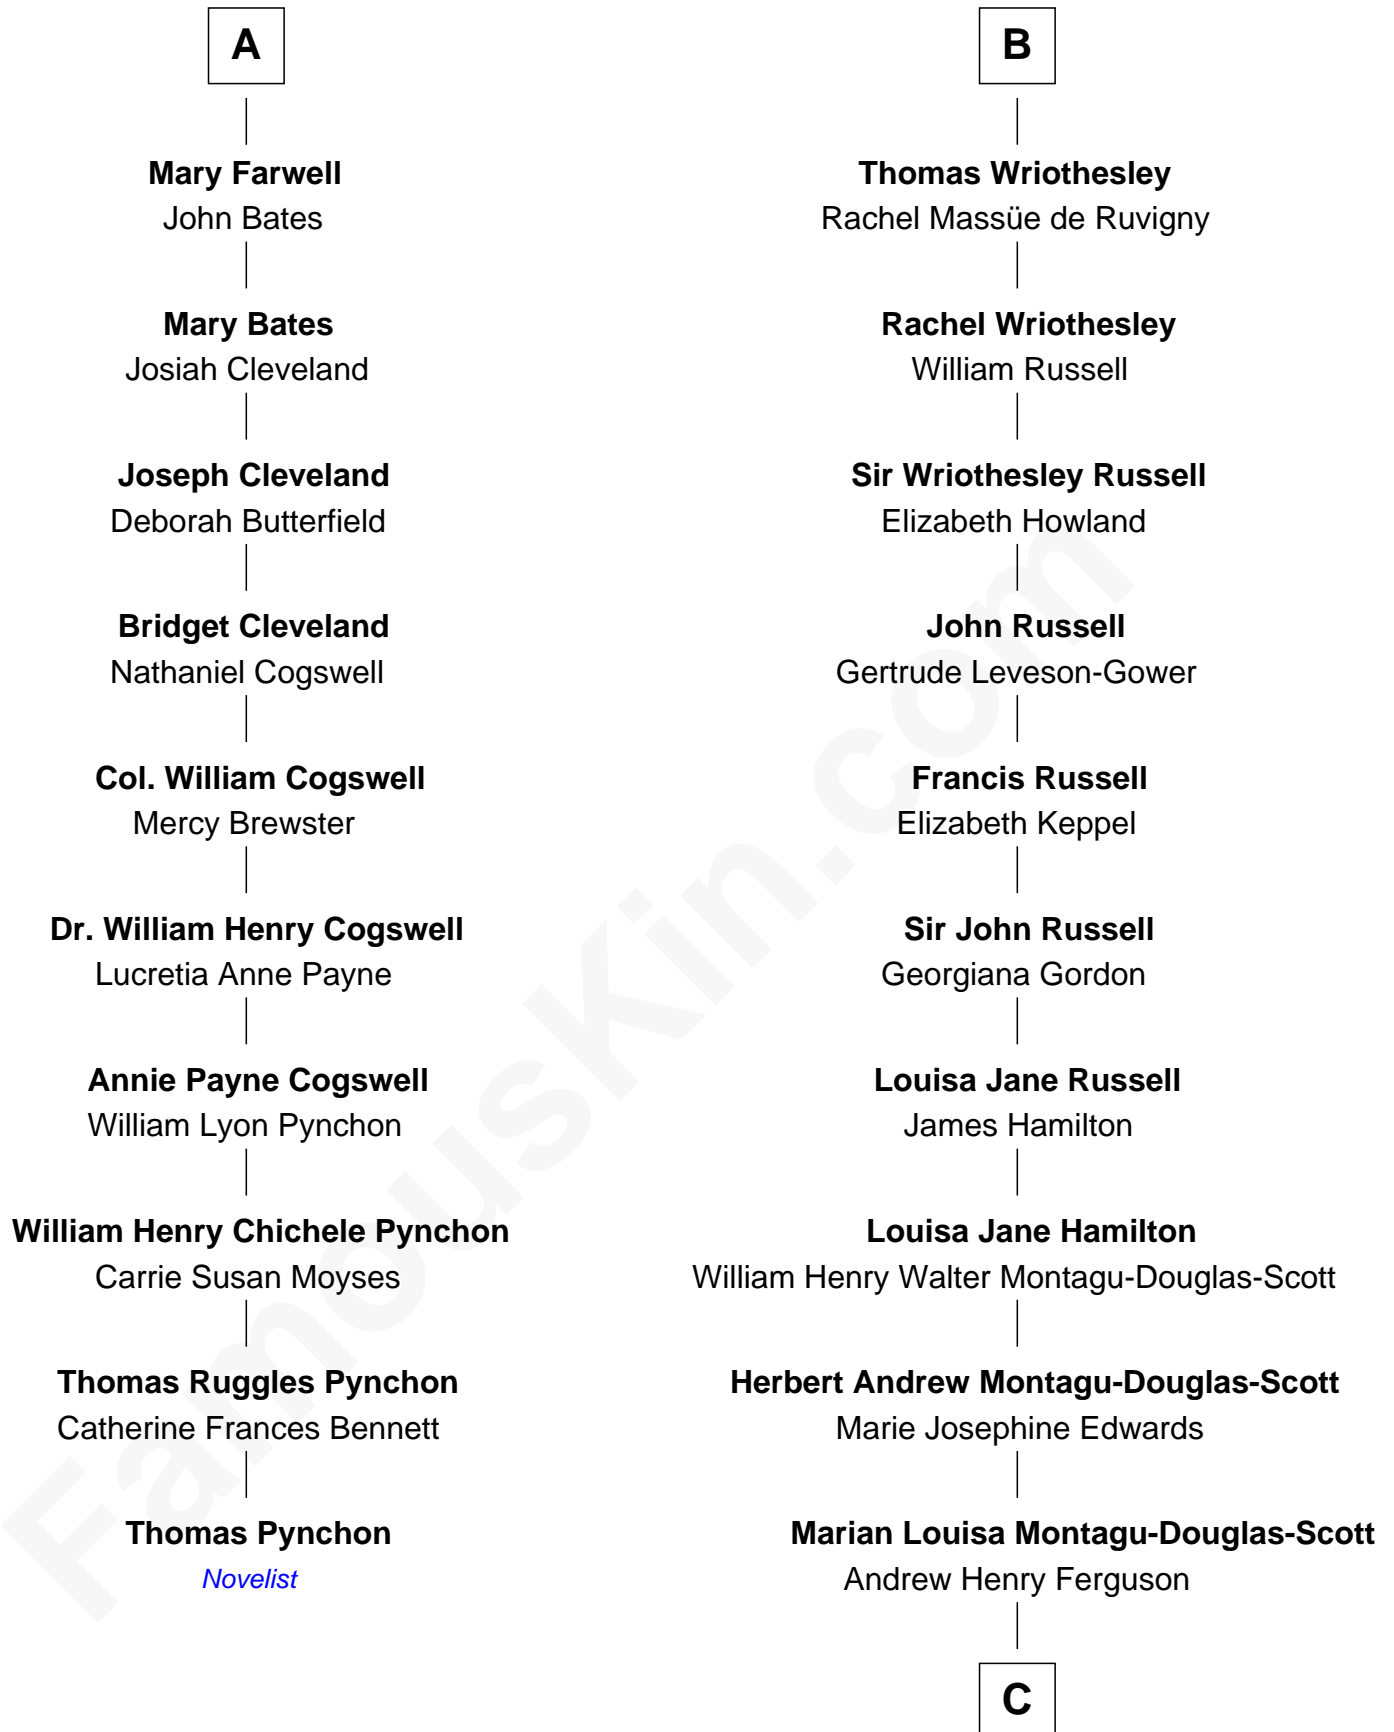 A
Mary Farwell
John Bates
Mary Bates
Josiah Cleveland
Joseph Cleveland
Deborah Butterfield
Bridget Cleveland
Nathaniel Cogswell
Col. William Cogswell
Mercy Brewster
Dr. William Henry Cogswell
Lucretia Anne Payne
Annie Payne Cogswell
William Lyon Pynchon
William Henry Chichele Pynchon
Carrie Susan Moyses
Thomas Ruggles Pynchon
Catherine Frances Bennett
Thomas Pynchon
Novelist
B
Thomas Wriothesley
Rachel Massüe de Ruvigny
Rachel Wriothesley
William Russell
Sir Wriothesley Russell
Elizabeth Howland
John Russell
Gertrude Leveson-Gower
Francis Russell
Elizabeth Keppel
Sir John Russell
Georgiana Gordon
Louisa Jane Russell
James Hamilton
Louisa Jane Hamilton
William Henry Walter Montagu-Douglas-Scott
Herbert Andrew Montagu-Douglas-Scott
Marie Josephine Edwards
Marian Louisa Montagu-Douglas-Scott
Andrew Henry Ferguson
C
FamousKin.com